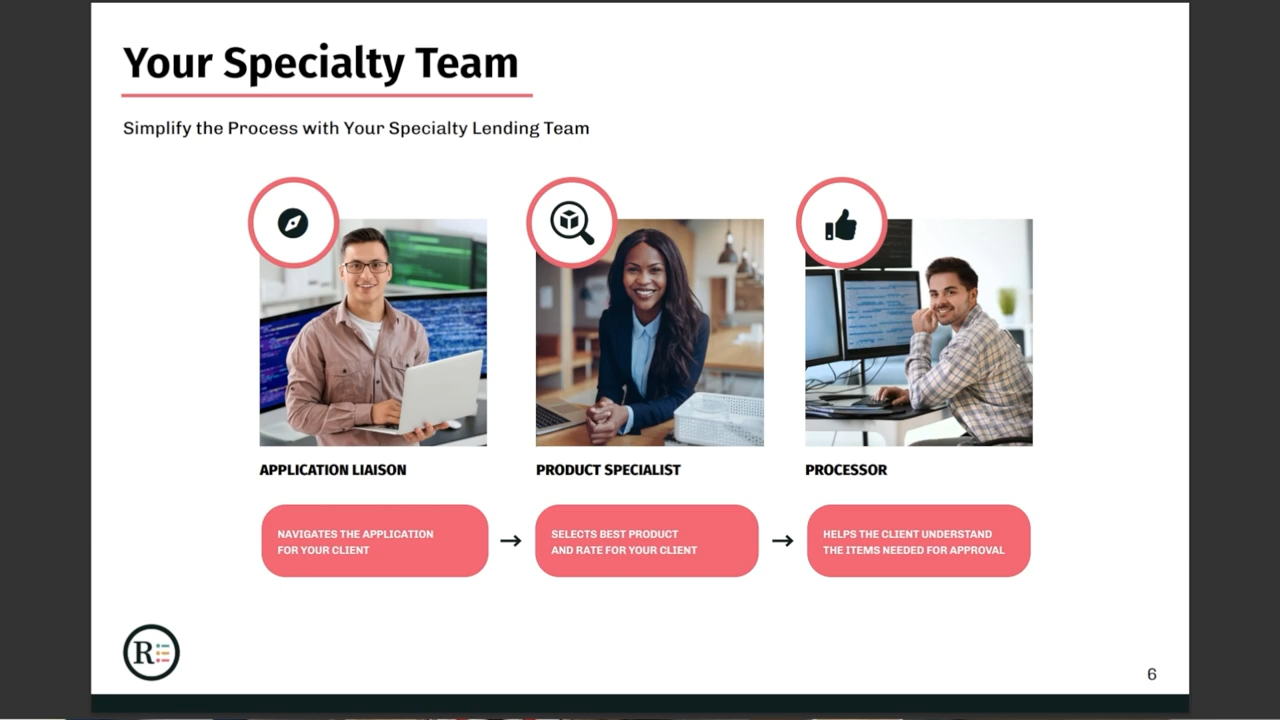 Your Specialty Team
Simplify the Process with Your Specialty Lending Team
APPLICATION LIAISON
PRODUCT SPECIALIST
PROCESSOR
NAVIGATES THE APPLICATION
FOR YOUR CLIENT
→
SELECTS BEST PRODUCT
AND RATE FOR YOUR CLIENT
→
HELPS THE CLIENT UNDERSTAND
THE ITEMS NEEDED FOR APPROVAL
R
6